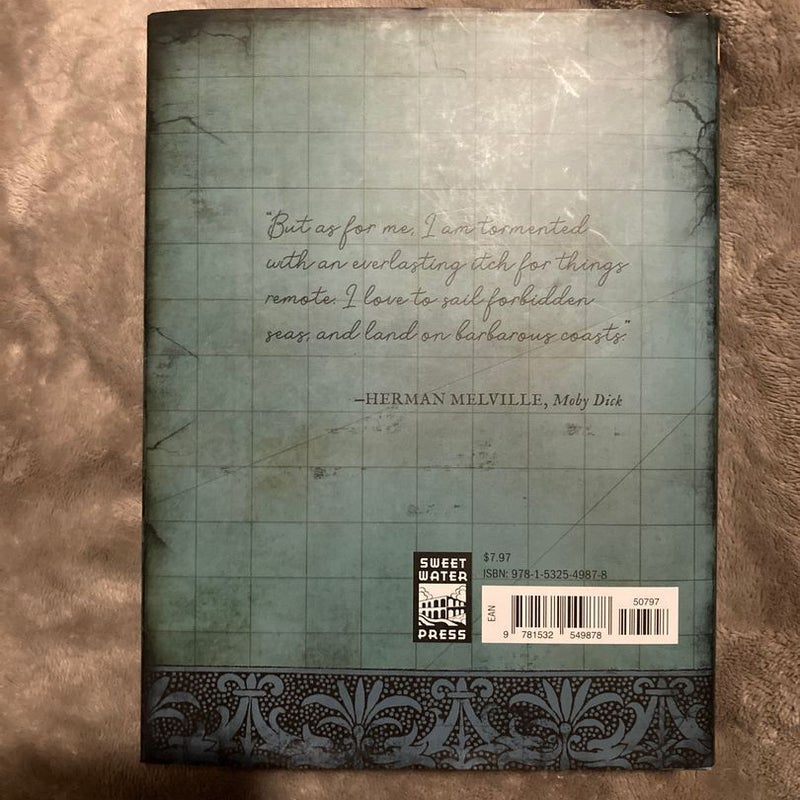 "But as for me, I am tormented
with an everlasting itch for things
remote. I love to sail forbidden
seas, and land on barbarous coasts."
–HERMAN MELVILLE, Moby Dick
SWEET
WATER
PRESS
$7.97
ISBN: 978-1-5325-4987-8
EAN
50797
9 781532 549878